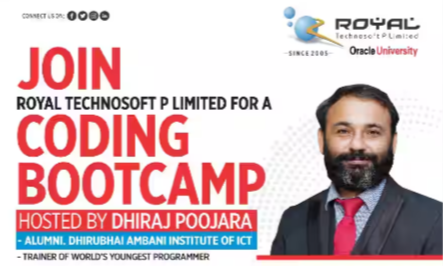 CONNECT US ON:
ROYAL
Technosoft P Limited
SINCE 2005
Oracle University
JOIN
ROYAL TECHNOSOFT P LIMITED FOR A
CODING
BOOTCAMP
HOSTED BY DHIRAJ POOJARA
- ALUMNI. DHIRUBHAI AMBANI INSTITUTE OF ICT
- TRAINER OF WORLD'S YOUNGEST PROGRAMMER